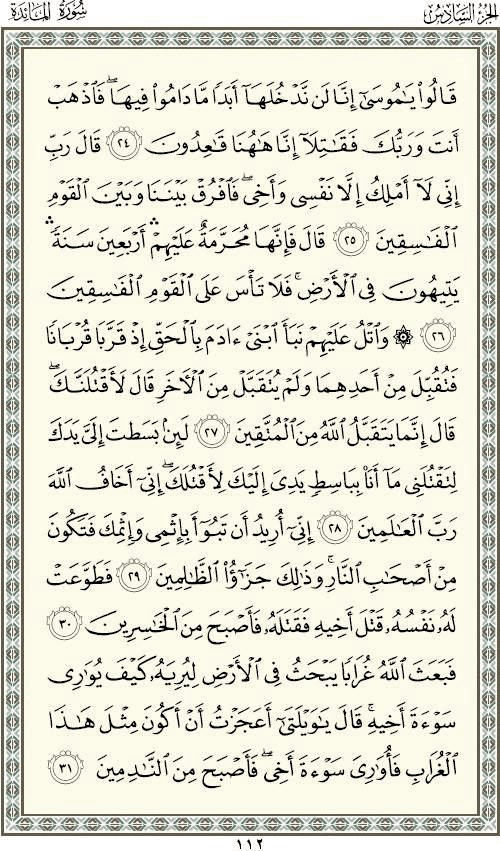 الجزء السادس
سورة المائدة
قَالُوا۟ يَٰمُوسَىٰٓ إِنَّا لَن نَّدْخُلَهَآ أَبَدًا مَّا دَامُوا۟ فِيهَا ۖ فَٱذْهَبْ
أَنتَ وَرَبُّكَ فَقَٰتِلَآ إِنَّا هَٰهُنَا قَٰعِدُونَ ٢٤ قَالَ رَبِّ
إِنِّى لَآ أَمْلِكُ إِلَّا نَفْسِى وَأَخِى ۖ فَٱفْرُقْ بَيْنَنَا وَبَيْنَ ٱلْقَوْمِ
ٱلْفَٰسِقِينَ ٢٥ قَالَ فَإِنَّهَا مُحَرَّمَةٌ عَلَيْهِمْ ۛ أَرْبَعِينَ سَنَةً ۛ
يَتِيهُونَ فِى ٱلْأَرْضِ ۚ فَلَا تَأْسَ عَلَى ٱلْقَوْمِ ٱلْفَٰسِقِينَ
٢٦ ۞ وَٱتْلُ عَلَيْهِمْ نَبَأَ ٱبْنَىْ ءَادَمَ بِٱلْحَقِّ إِذْ قَرَّبَا قُرْبَانًا
فَتُقُبِّلَ مِنْ أَحَدِهِمَا وَلَمْ يُتَقَبَّلْ مِنَ ٱلْءَاخَرِ قَالَ لَأَقْتُلَنَّكَ ۖ
قَالَ إِنَّمَا يَتَقَبَّلُ ٱللَّهُ مِنَ ٱلْمُتَّقِينَ ٢٧ لَئِنۢ بَسَطتَ إِلَىَّ يَدَكَ
لِتَقْتُلَنِى مَآ أَنَا۠ بِبَاسِطٍ يَدِىَ إِلَيْكَ لِأَقْتُلَكَ ۖ إِنِّىٓ أَخَافُ ٱللَّهَ
رَبَّ ٱلْعَٰلَمِينَ ٢٨ إِنِّىٓ أُرِيدُ أَن تَبُوٓأَ بِإِثْمِى وَإِثْمِكَ فَتَكُونَ
مِنْ أَصْحَٰبِ ٱلنَّارِ ۚ وَذَٰلِكَ جَزَٰٓؤُا۟ ٱلظَّٰلِمِينَ ٢٩ فَطَوَّعَتْ
لَهُۥ نَفْسُهُۥ قَتْلَ أَخِيهِ فَقَتَلَهُۥ فَأَصْبَحَ مِنَ ٱلْخَٰسِرِينَ ٣٠
فَبَعَثَ ٱللَّهُ غُرَابًا يَبْحَثُ فِى ٱلْأَرْضِ لِيُرِيَهُۥ كَيْفَ يُوَٰرِى
سَوْءَةَ أَخِيهِ ۚ قَالَ يَٰوَيْلَتَىٰٓ أَعَجَزْتُ أَنْ أَكُونَ مِثْلَ هَٰذَا
ٱلْغُرَابِ فَأُوَٰرِىَ سَوْءَةَ أَخِى ۖ فَأَصْبَحَ مِنَ ٱلنَّٰدِمِينَ ٣١
١١٢